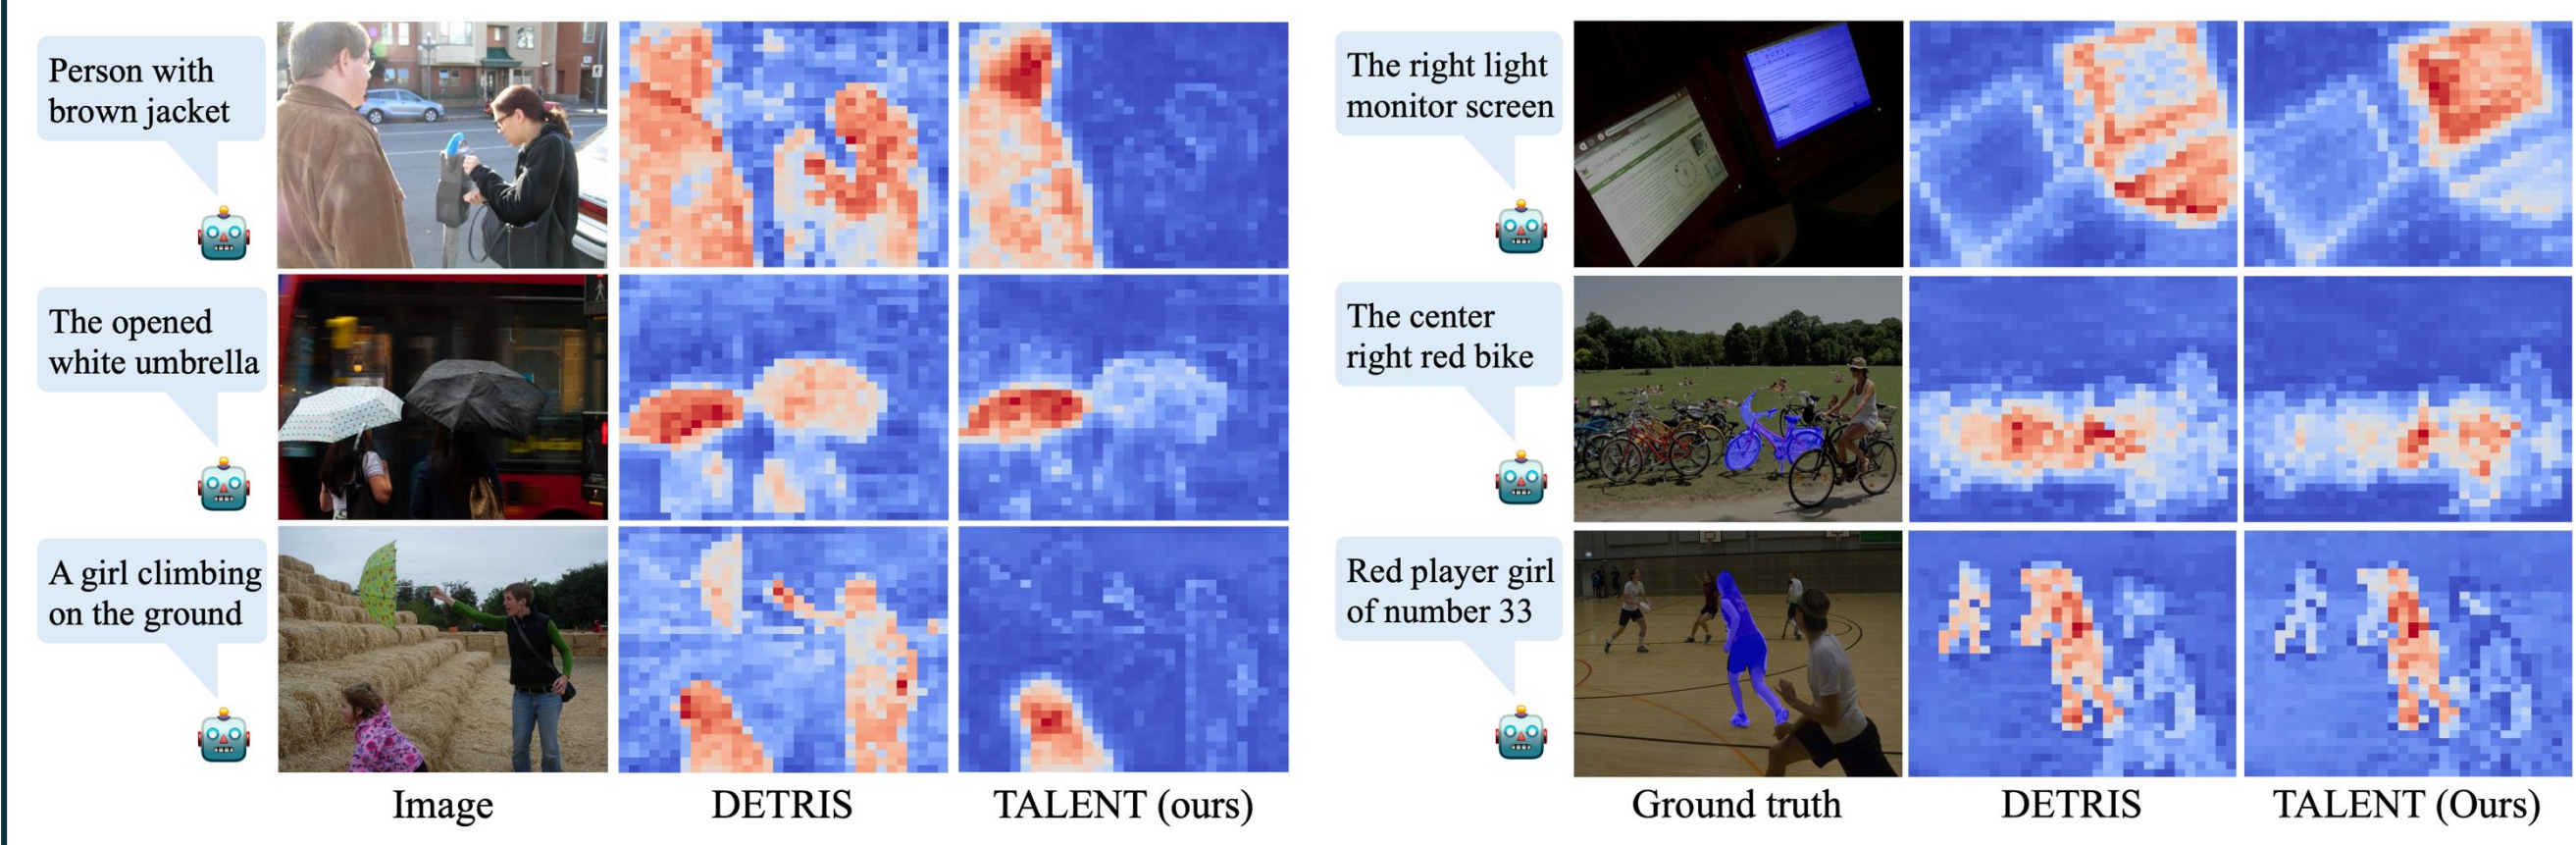 Person with
brown jacket
The opened
white umbrella
A girl climbing
on the ground
Image
DETRIS
TALENT (ours)
The right light
monitor screen
The center
right red bike
Red player girl
of number 33
Ground truth
DETRIS
TALENT (Ours)